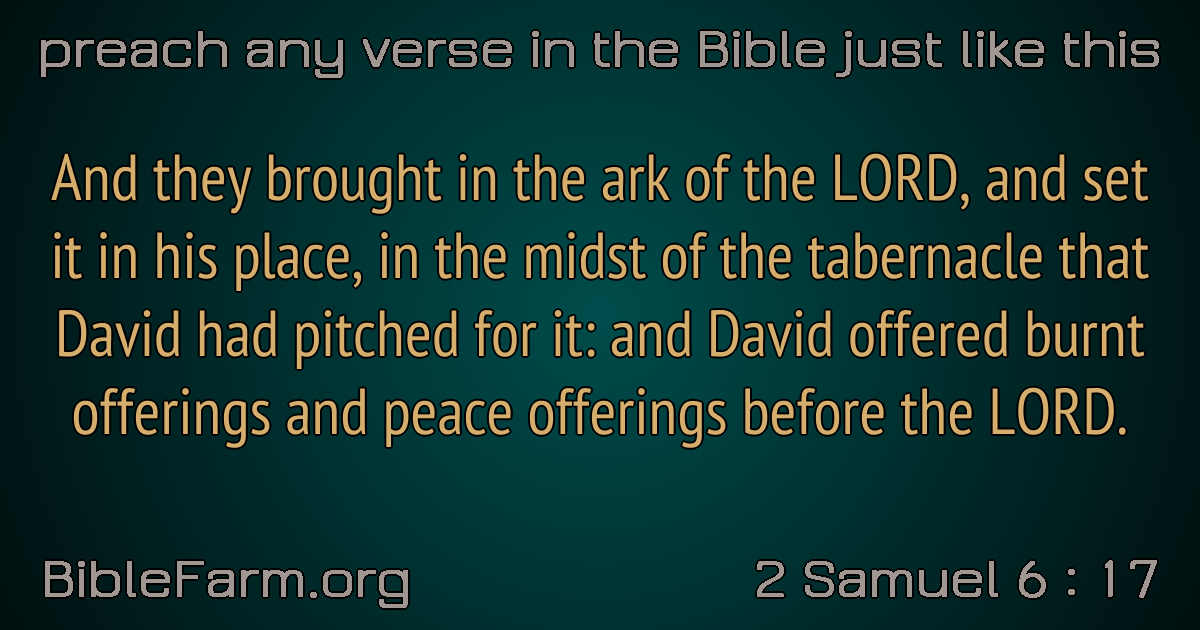 preach any verse in the Bible just like this
And they brought in the ark of the LORD, and set
it in his place, in the midst of the tabernacle that
David had pitched for it: and David offered burnt
offerings and peace offerings before the LORD.
BibleFarm.org
2 Samuel 6 : 17